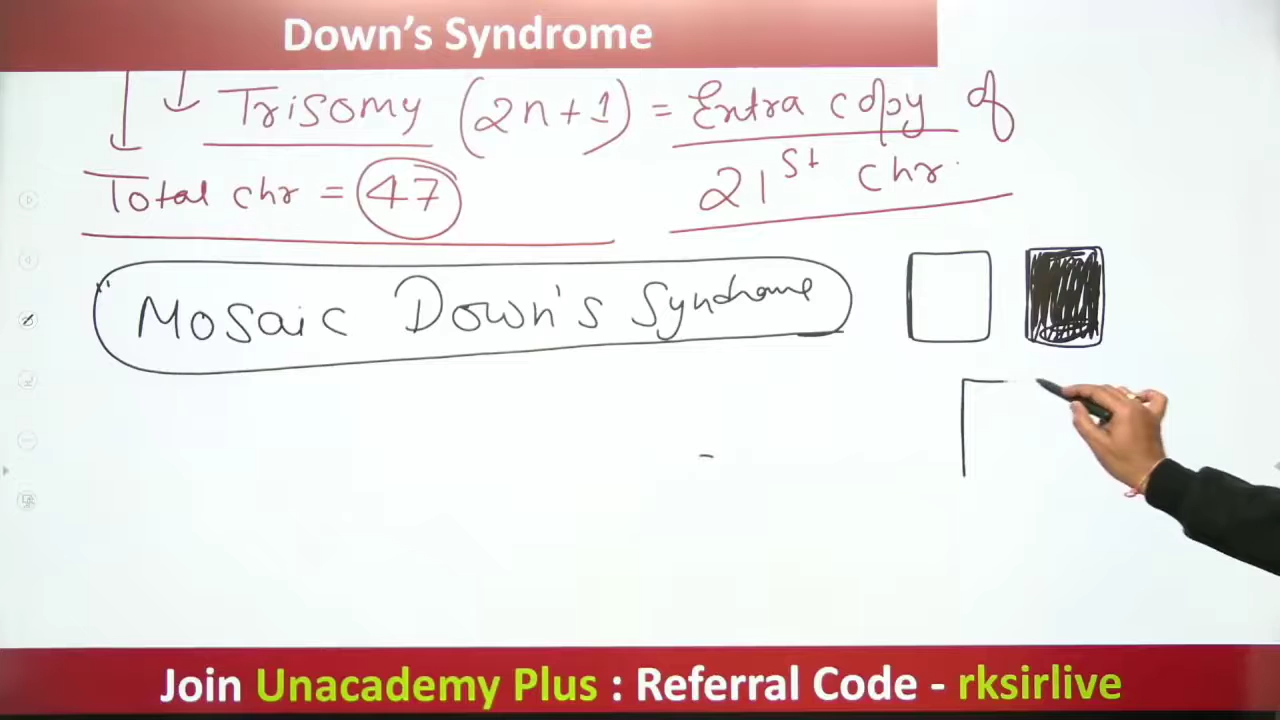 Down's Syndrome
Trisomy (2n+1) = Extra copy of
21st chr.
Total chr = 47
Mosaic Down's Syndrome
Join Unacademy Plus : Referral Code - rksirlive